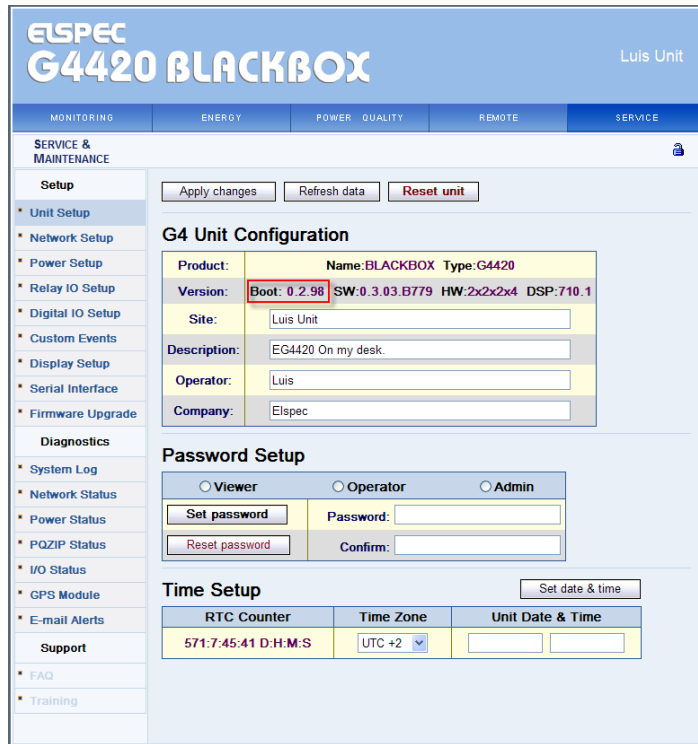 ELSPEC
G4420 BLACKBOX
Luis Unit
MONITORING ENERGY POWER QUALITY REMOTE SERVICE
SERVICE &
MAINTENANCE
Setup
Unit Setup
Network Setup
Power Setup
Relay IO Setup
Digital IO Setup
Custom Events
Display Setup
Serial Interface
Firmware Upgrade
Diagnostics
System Log
Network Status
Power Status
PQZIP Status
I/O Status
GPS Module
E-mail Alerts
Support
FAQ
Training
Apply changes Refresh data Reset unit
G4 Unit Configuration
Product: Name:BLACKBOX Type:G4420
Version: Boot: 0.2.98 SW:0.3.03.B779 HW:2x2x2x4 DSP:710.1
Site: Luis Unit
Description: EG4420 On my desk.
Operator: Luis
Company: Elspec
Password Setup
Viewer Operator Admin
Set password Password:
Reset password Confirm:
Time Setup Set date & time
RTC Counter Time Zone Unit Date & Time
571:7:45:41 D:H:M:S UTC +2